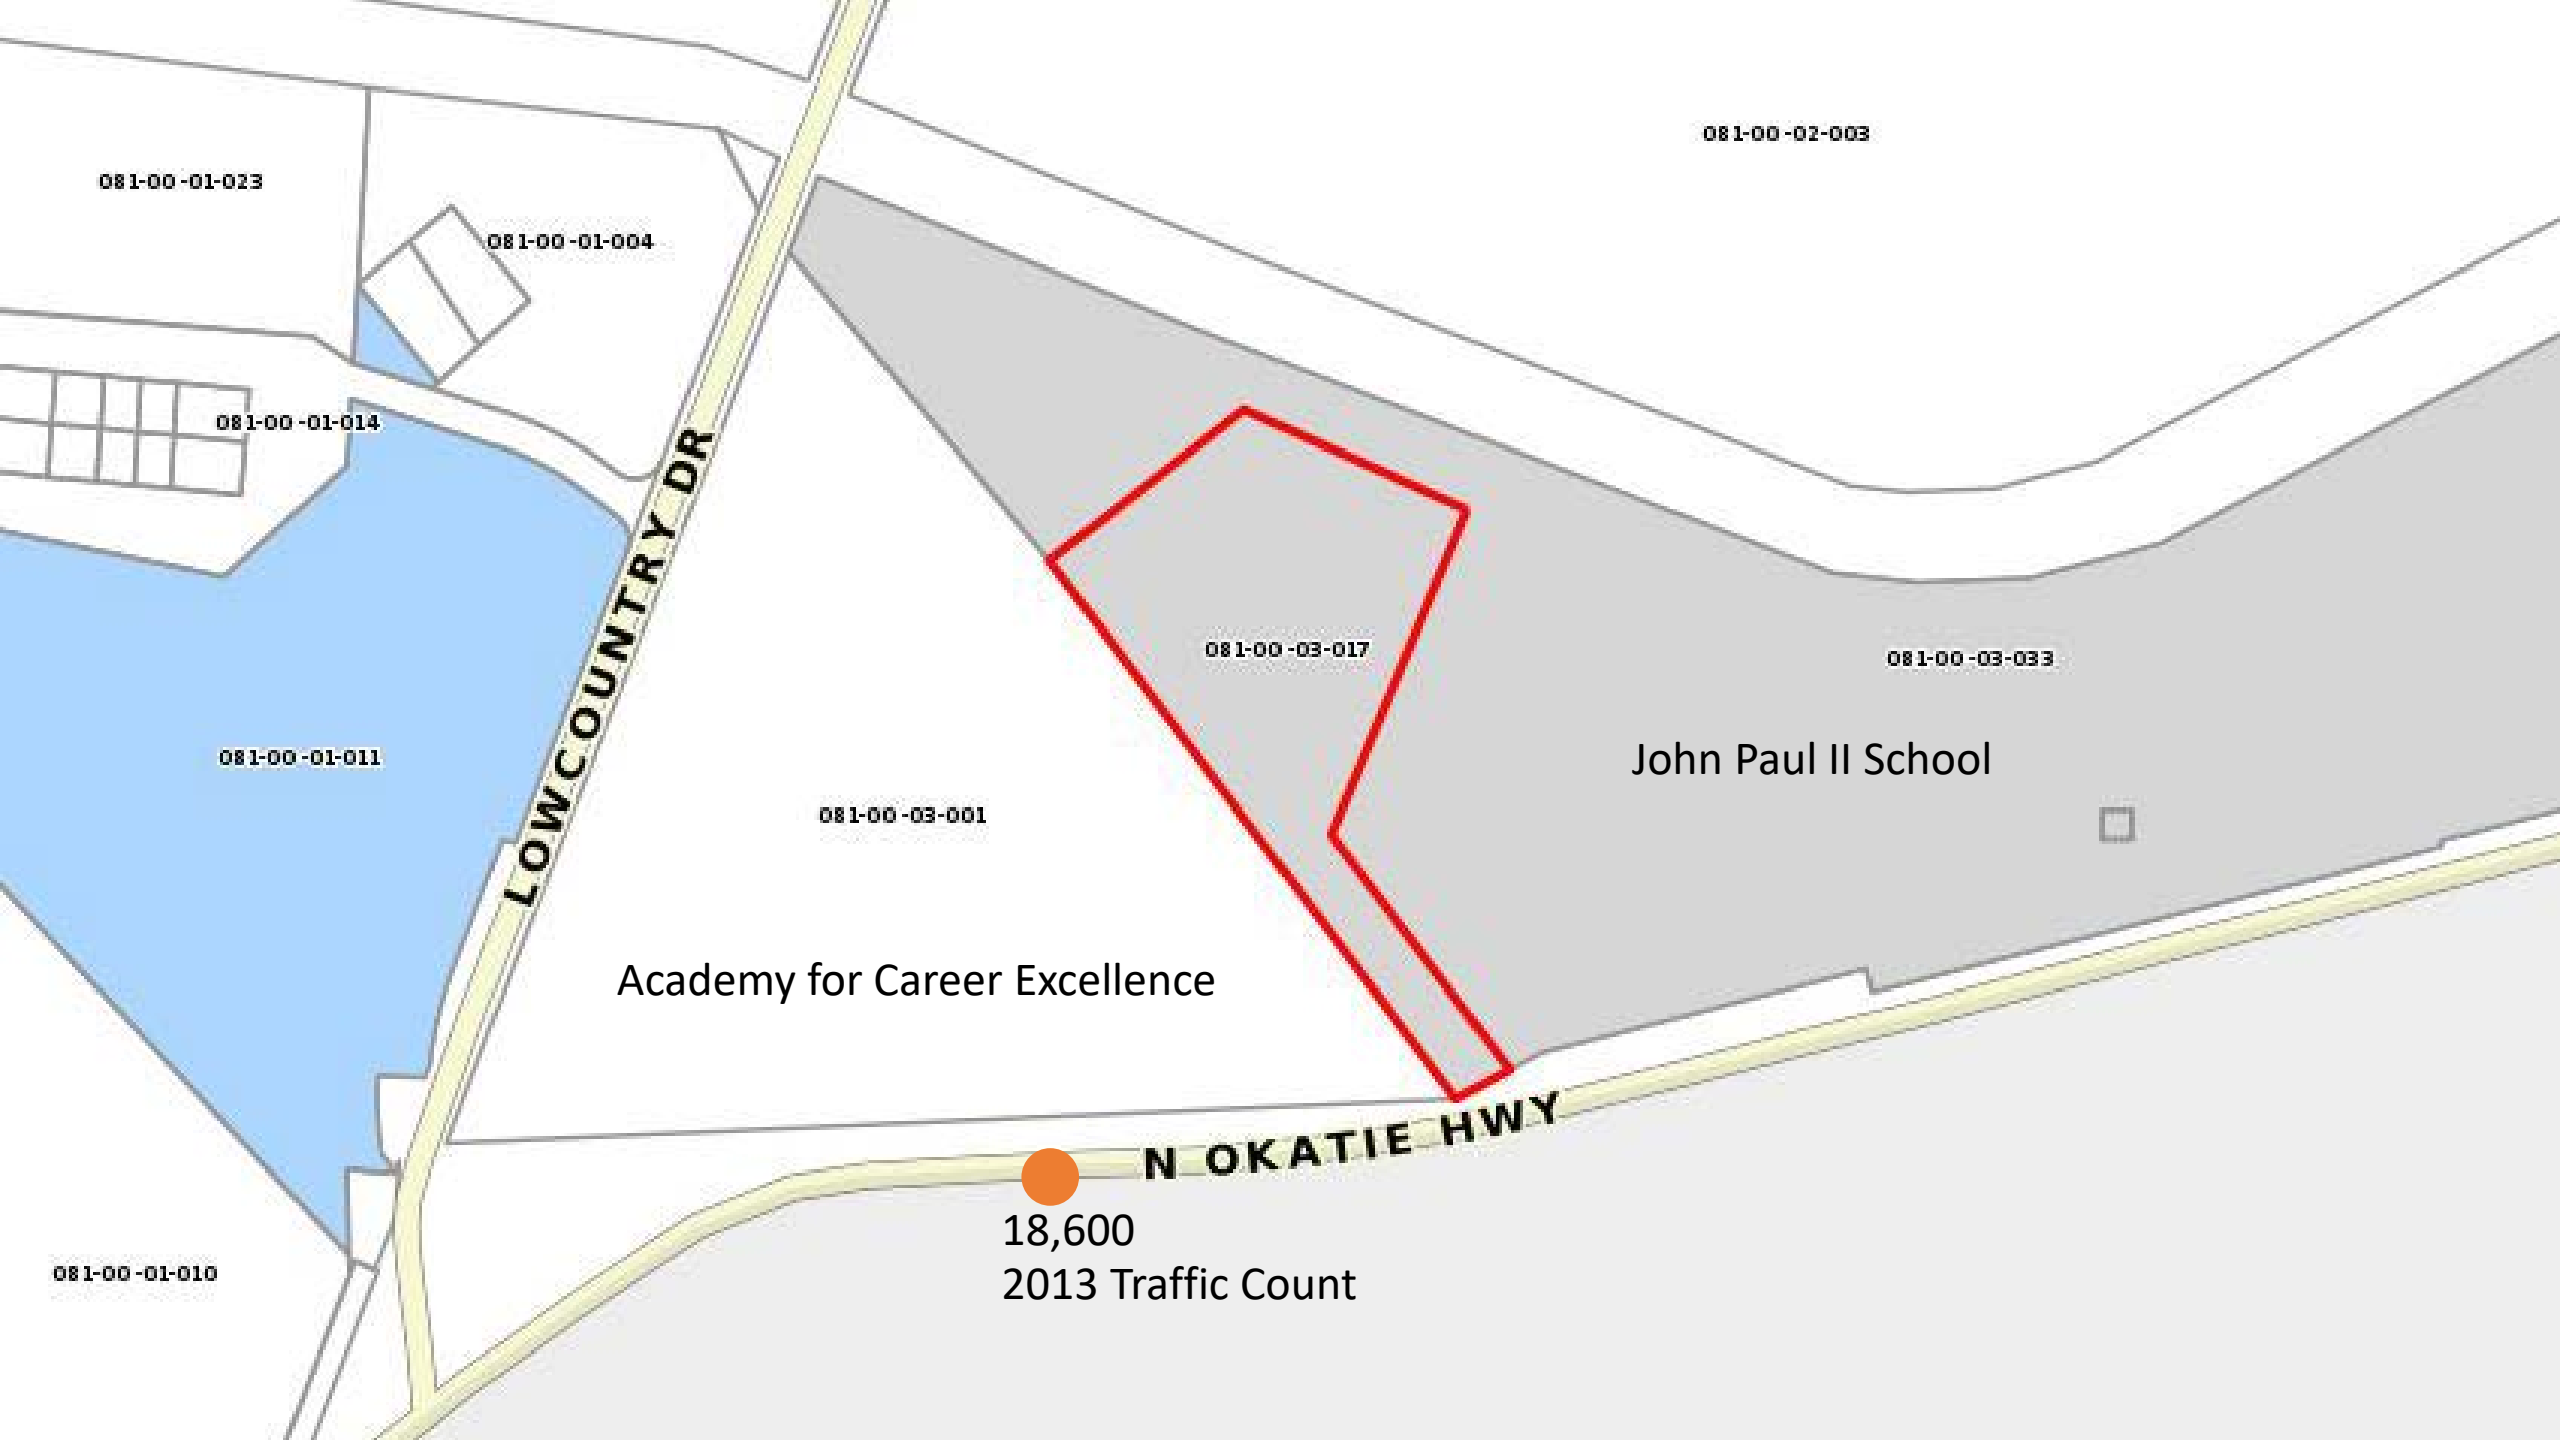 081-00-02-003
081-00-01-023
081-00-01-004
081-00-01-014
LOWCOUNTRY DR
081-00-03-017
081-00-03-033
081-00-01-011
John Paul II School
081-00-03-001
Academy for Career Excellence
N OKATIE HWY
18,600
2013 Traffic Count
081-00-01-010